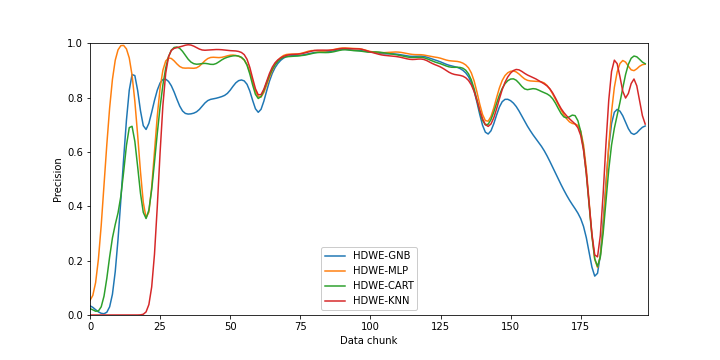 1.0
0.8
0.6
0.4
0.2
0.0
Precision
0 25 50 75 100 125 150 175
Data chunk
HDWE-GNB
HDWE-MLP
HDWE-CART
HDWE-KNN